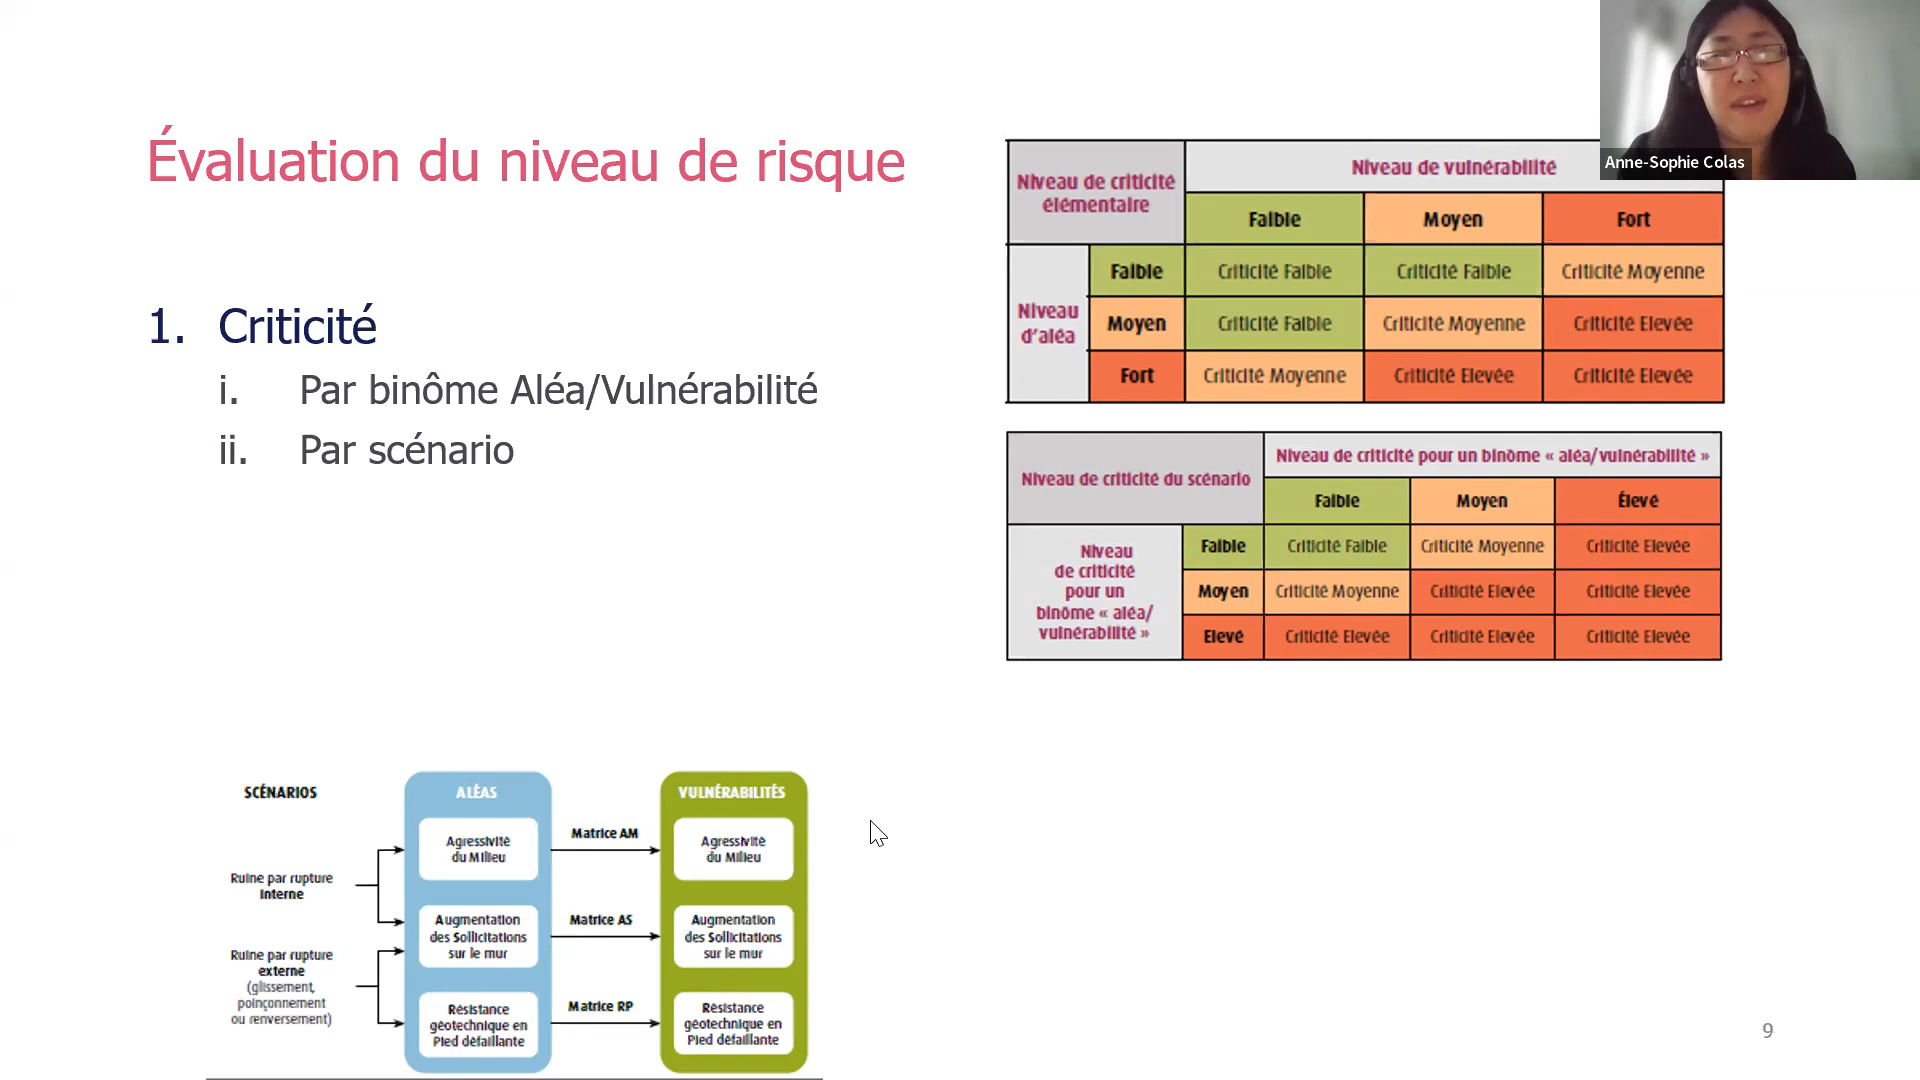 Évaluation du niveau de risque
1. Criticité
i. Par binôme Aléa/Vulnérabilité
ii. Par scénario
Anne-Sophie Colas
Niveau de criticité
élémentaire
Niveau de vulnérabilité
Faible Moyen Fort
Niveau
d'aléa
Faible Criticité Faible Criticité Faible Criticité Moyenne
Moyen Criticité Faible Criticité Moyenne Criticité Elevée
Fort Criticité Moyenne Criticité Elevée Criticité Elevée
Niveau de criticité du scénario
Niveau de criticité pour un binôme « aléa/vulnérabilité »
Faible Moyen Élevé
Niveau
de criticité
pour un
binôme « aléa/
vulnérabilité »
Faible Criticité Faible Criticité Moyenne Criticité Elevée
Moyen Criticité Moyenne Criticité Elevée Criticité Elevée
Elevé Criticité Elevée Criticité Elevée Criticité Elevée
SCÉNARIOS
Ruine par rupture
interne
Ruine par rupture
externe
(glissement,
poinçonnement
ou renversement)
ALÉAS
Agressivité
du Milieu
Augmentation
des Sollicitations
sur le mur
Résistance
géotechnique en
Pied défaillante
Matrice AM
Matrice AS
Matrice RP
VULNÉRABILITÉS
Agressivité
du Milieu
Augmentation
des Sollicitations
sur le mur
Résistance
géotechnique en
Pied défaillante
9